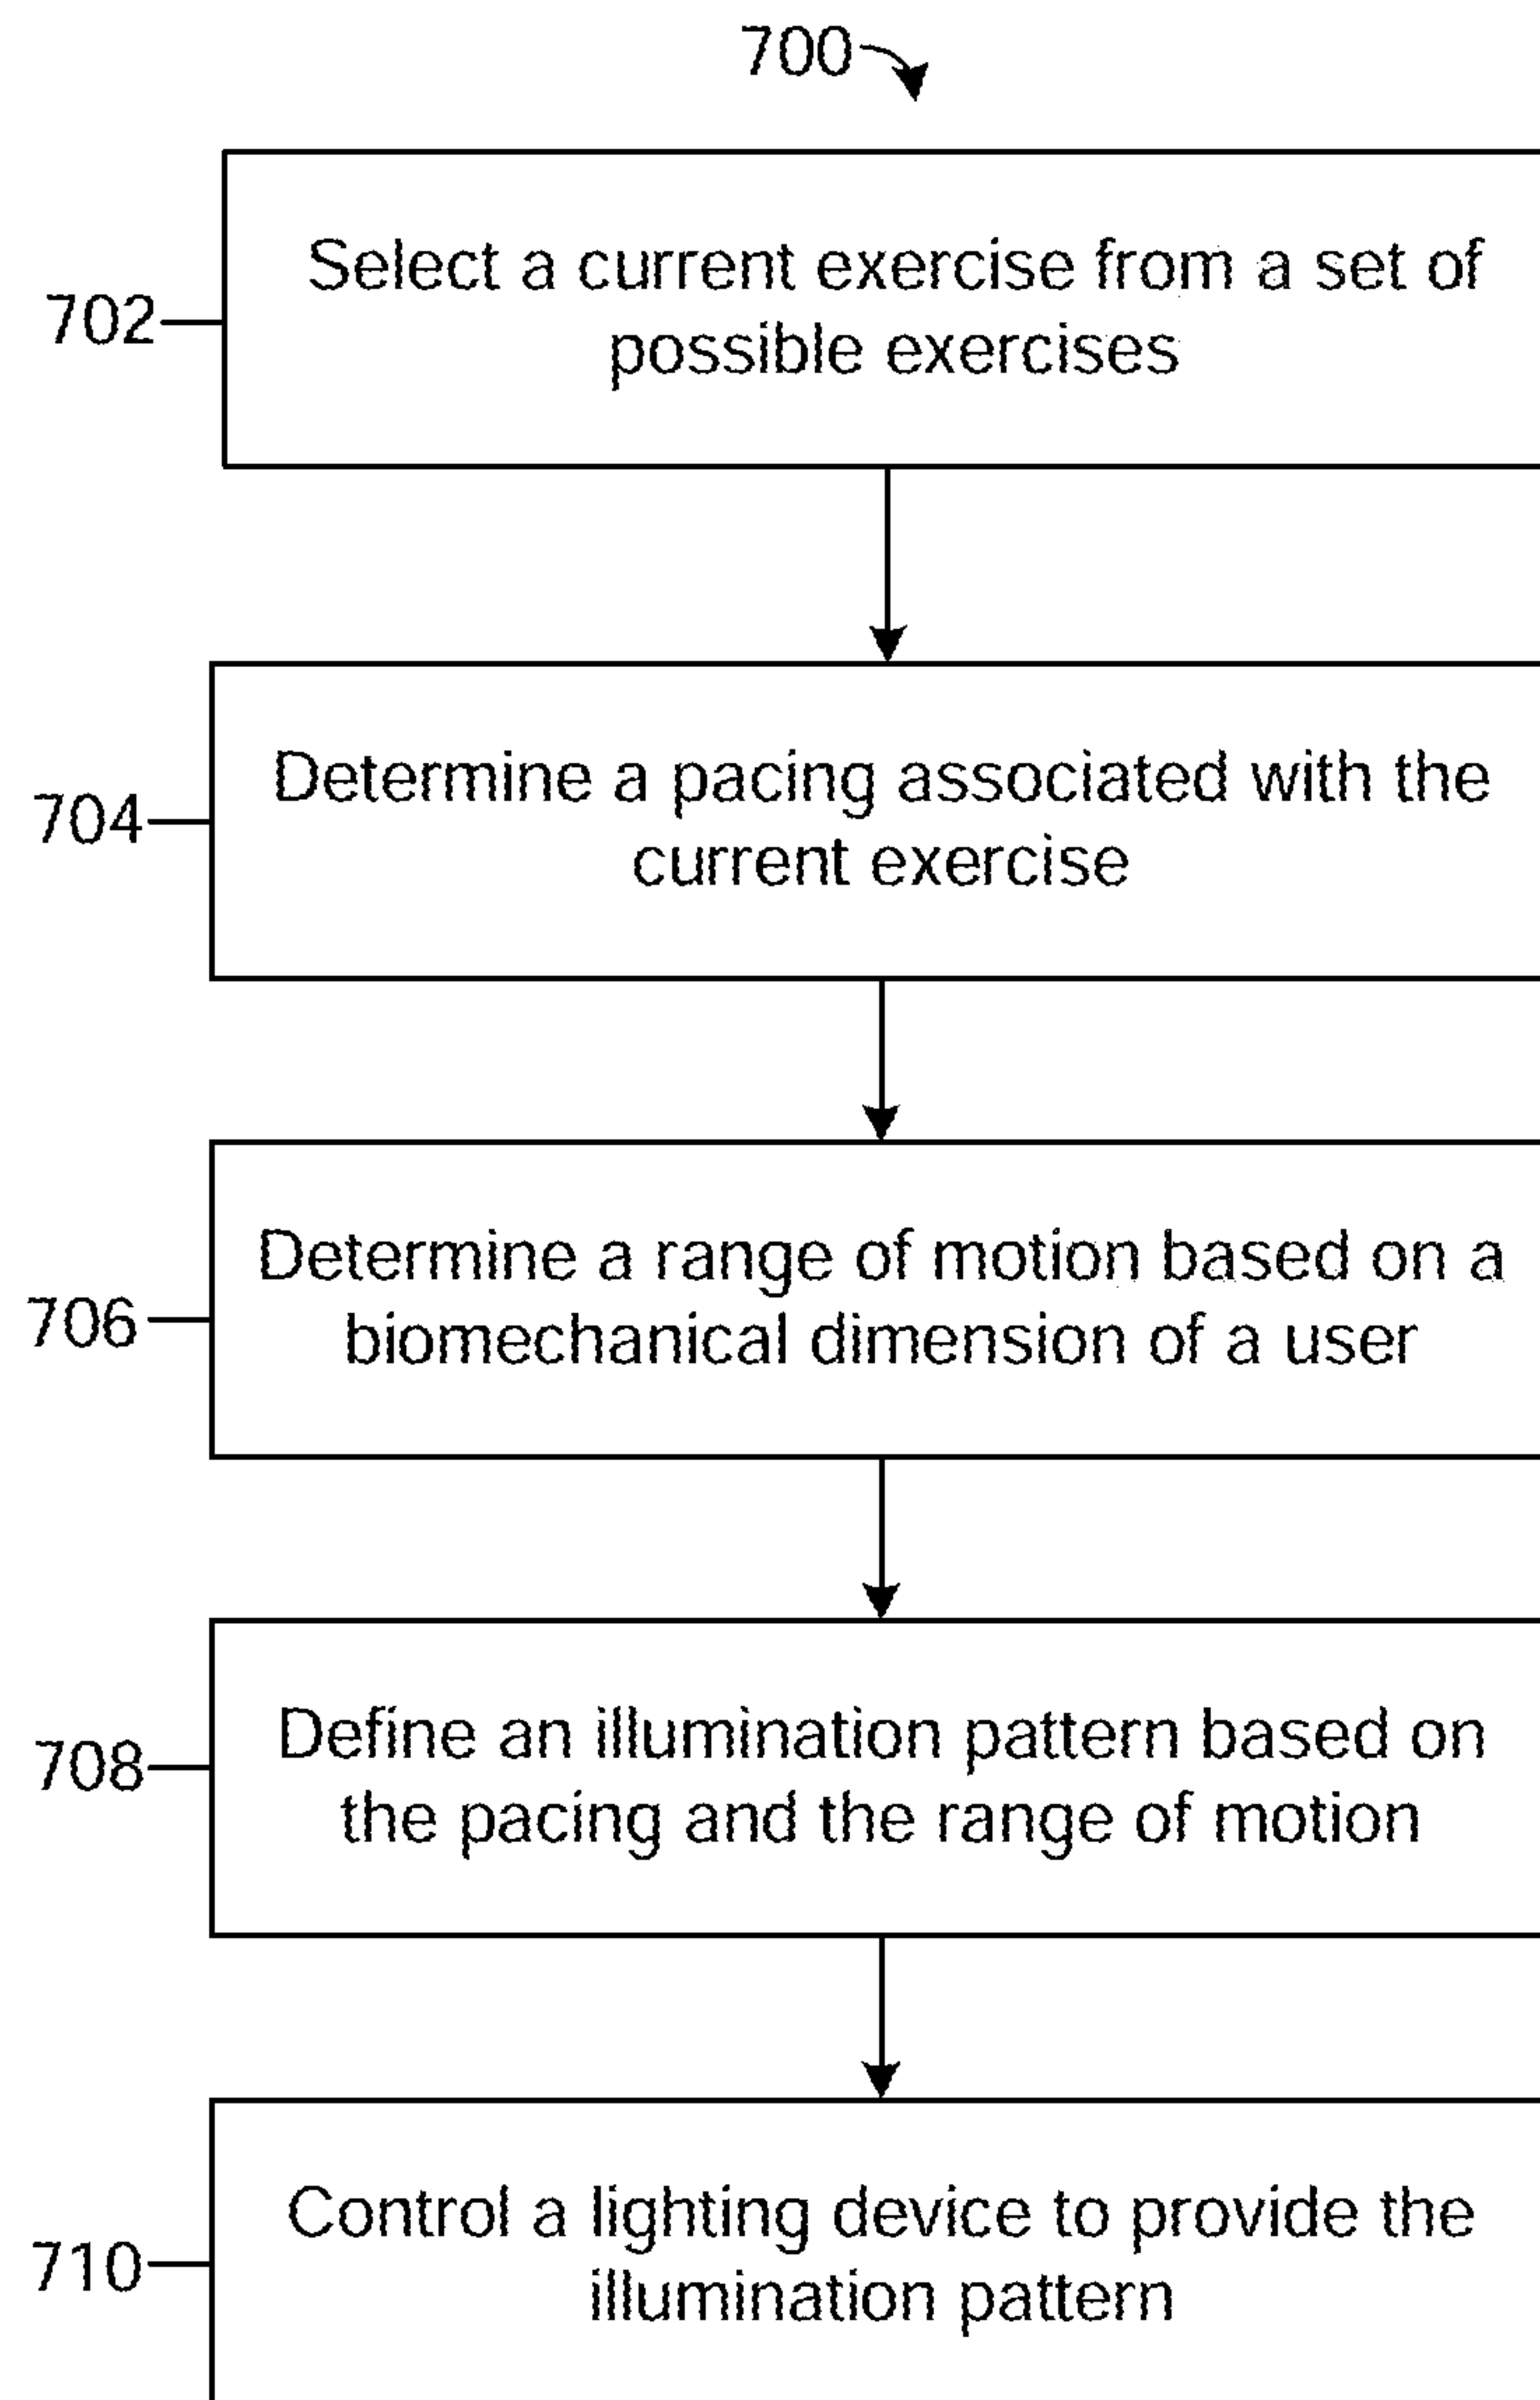 700
702
Select a current exercise from a set of
possible exercises
704
Determine a pacing associated with the
current exercise
706
Determine a range of motion based on a
biomechanical dimension of a user
708
Define an illumination pattern based on
the pacing and the range of motion
710
Control a lighting device to provide the
illumination pattern